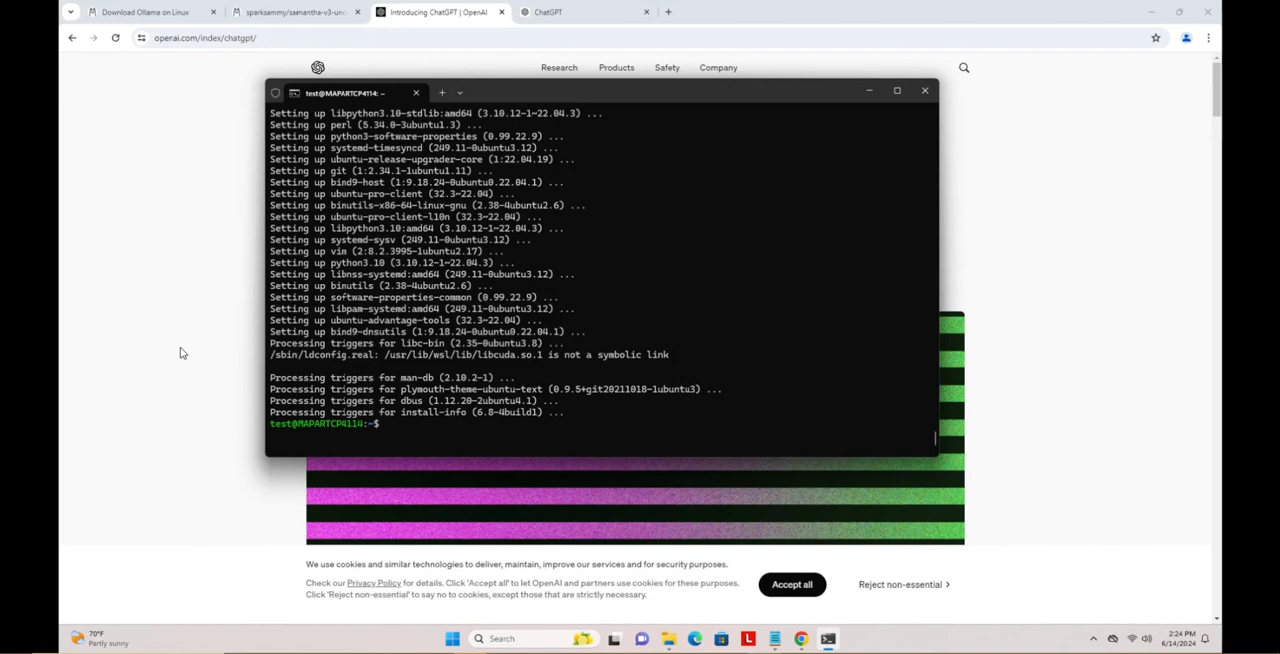 Download Ollama on Linux
sparksammy/samantha-v3-unc
Introducing ChatGPT | OpenAI
ChatGPT
openai.com/index/chatgpt/
Research Products Safety Company
test@MAPARTCP4114: ~
Setting up libpython3.10-stdlib:amd64 (3.10.12-1~22.04.3) ...
Setting up perl (5.34.0-3ubuntu1.3) ...
Setting up python3-software-properties (0.99.22.9) ...
Setting up systemd-timesyncd (249.11-0ubuntu3.12) ...
Setting up ubuntu-release-upgrader-core (1:22.04.19) ...
Setting up git (1:2.34.1-1ubuntu1.11) ...
Setting up bind9-host (1:9.18.24-0ubuntu0.22.04.1) ...
Setting up ubuntu-pro-client (32.3~22.04) ...
Setting up binutils-x86-64-linux-gnu (2.38-4ubuntu2.6) ...
Setting up ubuntu-pro-client-l10n (32.3~22.04) ...
Setting up libpython3.10:amd64 (3.10.12-1~22.04.3) ...
Setting up systemd-sysv (249.11-0ubuntu3.12) ...
Setting up vim (2:8.2.3995-1ubuntu2.17) ...
Setting up python3.10 (3.10.12-1~22.04.3) ...
Setting up libnss-systemd:amd64 (249.11-0ubuntu3.12) ...
Setting up binutils (2.38-4ubuntu2.6) ...
Setting up software-properties-common (0.99.22.9) ...
Setting up libpam-systemd:amd64 (249.11-0ubuntu3.12) ...
Setting up ubuntu-advantage-tools (32.3~22.04) ...
Setting up bind9-dnsutils (1:9.18.24-0ubuntu0.22.04.1) ...
Processing triggers for libc-bin (2.35-0ubuntu3.8) ...
/sbin/ldconfig.real: /usr/lib/wsl/lib/libcuda.so.1 is not a symbolic link
Processing triggers for man-db (2.10.2-1) ...
Processing triggers for plymouth-theme-ubuntu-text (0.9.5+git20211018-1ubuntu3) ...
Processing triggers for dbus (1.12.20-2ubuntu4.1) ...
Processing triggers for install-info (6.8-4build1) ...
test@MAPARTCP4114:~$
We use cookies and similar technologies to deliver, maintain, improve our services and for security purposes.
Check our Privacy Policy for details. Click 'Accept all' to let OpenAI and partners use cookies for these purposes.
Click 'Reject non-essential' to say no to cookies, except those that are strictly necessary.
Accept all
Reject non-essential
70°F
Partly sunny
Search
L
2:24 PM
6/14/2024